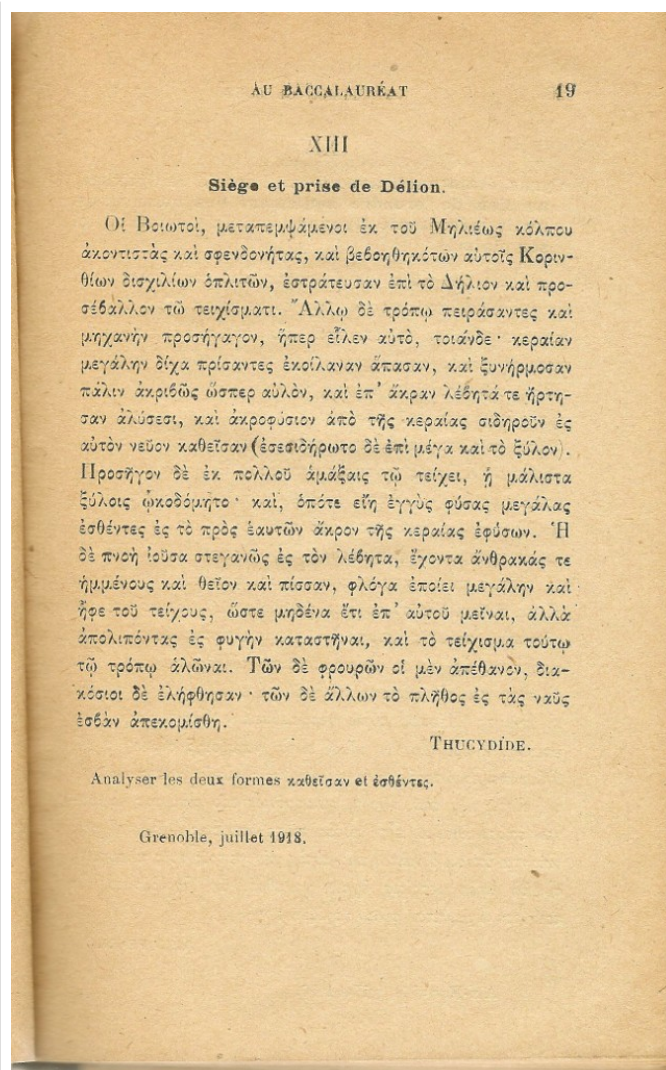 AU BACCALAURÉAT 19
XIII
Siège et prise de Délion.
Οἱ Βοιωτοὶ, μεταπεμψάμενοι ἐκ τοῦ Μηλιέως κόλπου
ἀκοντιστὰς καὶ σφενδονήτας, καὶ βεβοηθηκότων αὐτοῖς Κοριν-
θίων δισχιλίων ὁπλιτῶν, ἐστράτευσαν ἐπὶ τὸ Δήλιον καὶ προ-
σέβαλλον τῷ τειχίσματι. Ἄλλῳ δὲ τρόπῳ πειράσαντες καὶ
μηχανὴν προσήγαγον, ἥπερ εἷλεν αὐτὸ, τοιάνδε · κεραίαν
μεγάλην δίχα πρίσαντες ἐκοίλαναν ἅπασαν, καὶ ξυνήρμοσαν
πάλιν ἀκριβῶς ὥσπερ αὐλὸν, καὶ ἐπ’ ἄκραν λέβητά τε ἤρτη-
σαν ἁλύσεσι, καὶ ἀκροφύσιον ἀπὸ τῆς κεραίας σιδηροῦν ἐς
αὐτὸν νεῦον καθεῖσαν (ἐσεσιδήρωτο δὲ ἐπὶ μέγα καὶ τὸ ξύλον).
Προσῆγον δὲ ἐκ πολλοῦ ἁμάξαις τῷ τείχει, ᾗ μάλιστα
ξύλοις ᾠκοδόμητο · καὶ, ὁπότε εἴη ἐγγὺς φύσας μεγάλας
ἐσθέντες ἐς τὸ πρὸς ἑαυτῶν ἄκρον τῆς κεραίας ἐφύσων. Ἡ
δὲ πνοὴ ἰοῦσα στεγανῶς ἐς τὸν λέβητα, ἔχοντα ἄνθρακάς τε
ἡμμένους καὶ θεῖον καὶ πίσσαν, φλόγα ἐποίει μεγάλην καὶ
ἧφε τοῦ τείχους, ὥστε μηδένα ἔτι ἐπ’ αὐτοῦ μεῖναι, ἀλλὰ
ἀπολιπόντας ἐς φυγὴν καταστῆναι, καὶ τὸ τείχισμα τούτῳ
τῷ τρόπῳ ἁλῶναι. Τῶν δὲ φρουρῶν οἱ μὲν ἀπέθανον, δια-
κόσιοι δὲ ἐλήφθησαν · τῶν δὲ ἄλλων τὸ πλῆθος ἐς τὰς ναῦς
ἐσβὰν ἀπεκομίσθη.
THUCYDIDE.
Analyser les deux formes καθεῖσαν et ἐσθέντες.
Grenoble, juillet 1918.